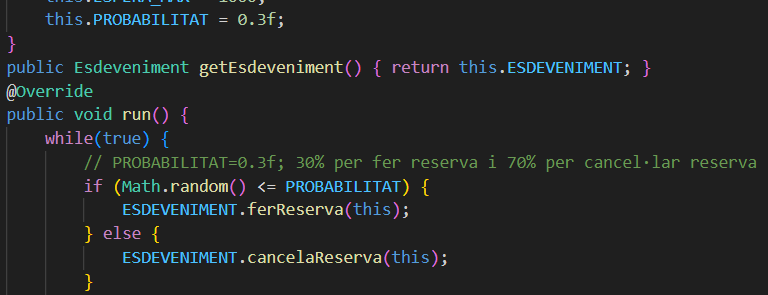 this.PROBABILITAT = 0.3f;
}
public Esdeveniment getEsdeveniment() { return this.ESDEVENIMENT; }
@Override
public void run() {
while(true) {
// PROBABILITAT=0.3f; 30% per fer reserva i 70% per cancel·lar reserva
if (Math.random() <= PROBABILITAT) {
ESDEVENIMENT.ferReserva(this);
} else {
ESDEVENIMENT.cancelaReserva(this);
}